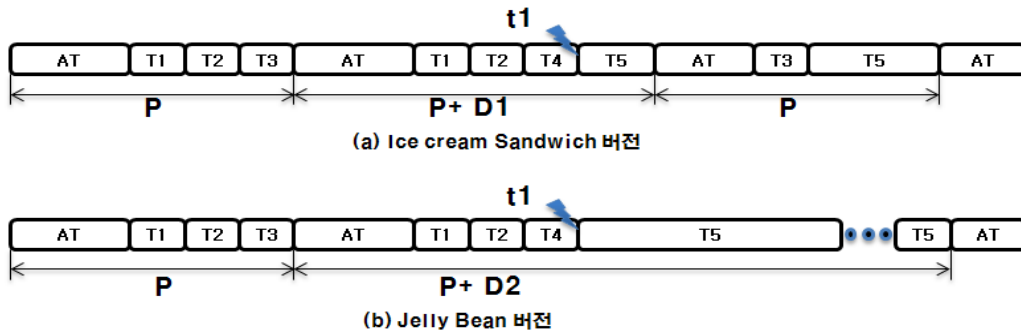 t1
AT T1 T2 T3 AT T1 T2 T4 T5 AT T3 T5 AT
P P+ D1 P
(a) Ice cream Sandwich 버전
t1
AT T1 T2 T3 AT T1 T2 T4 T5 T5 AT
P P+ D2
(b) Jelly Bean 버전